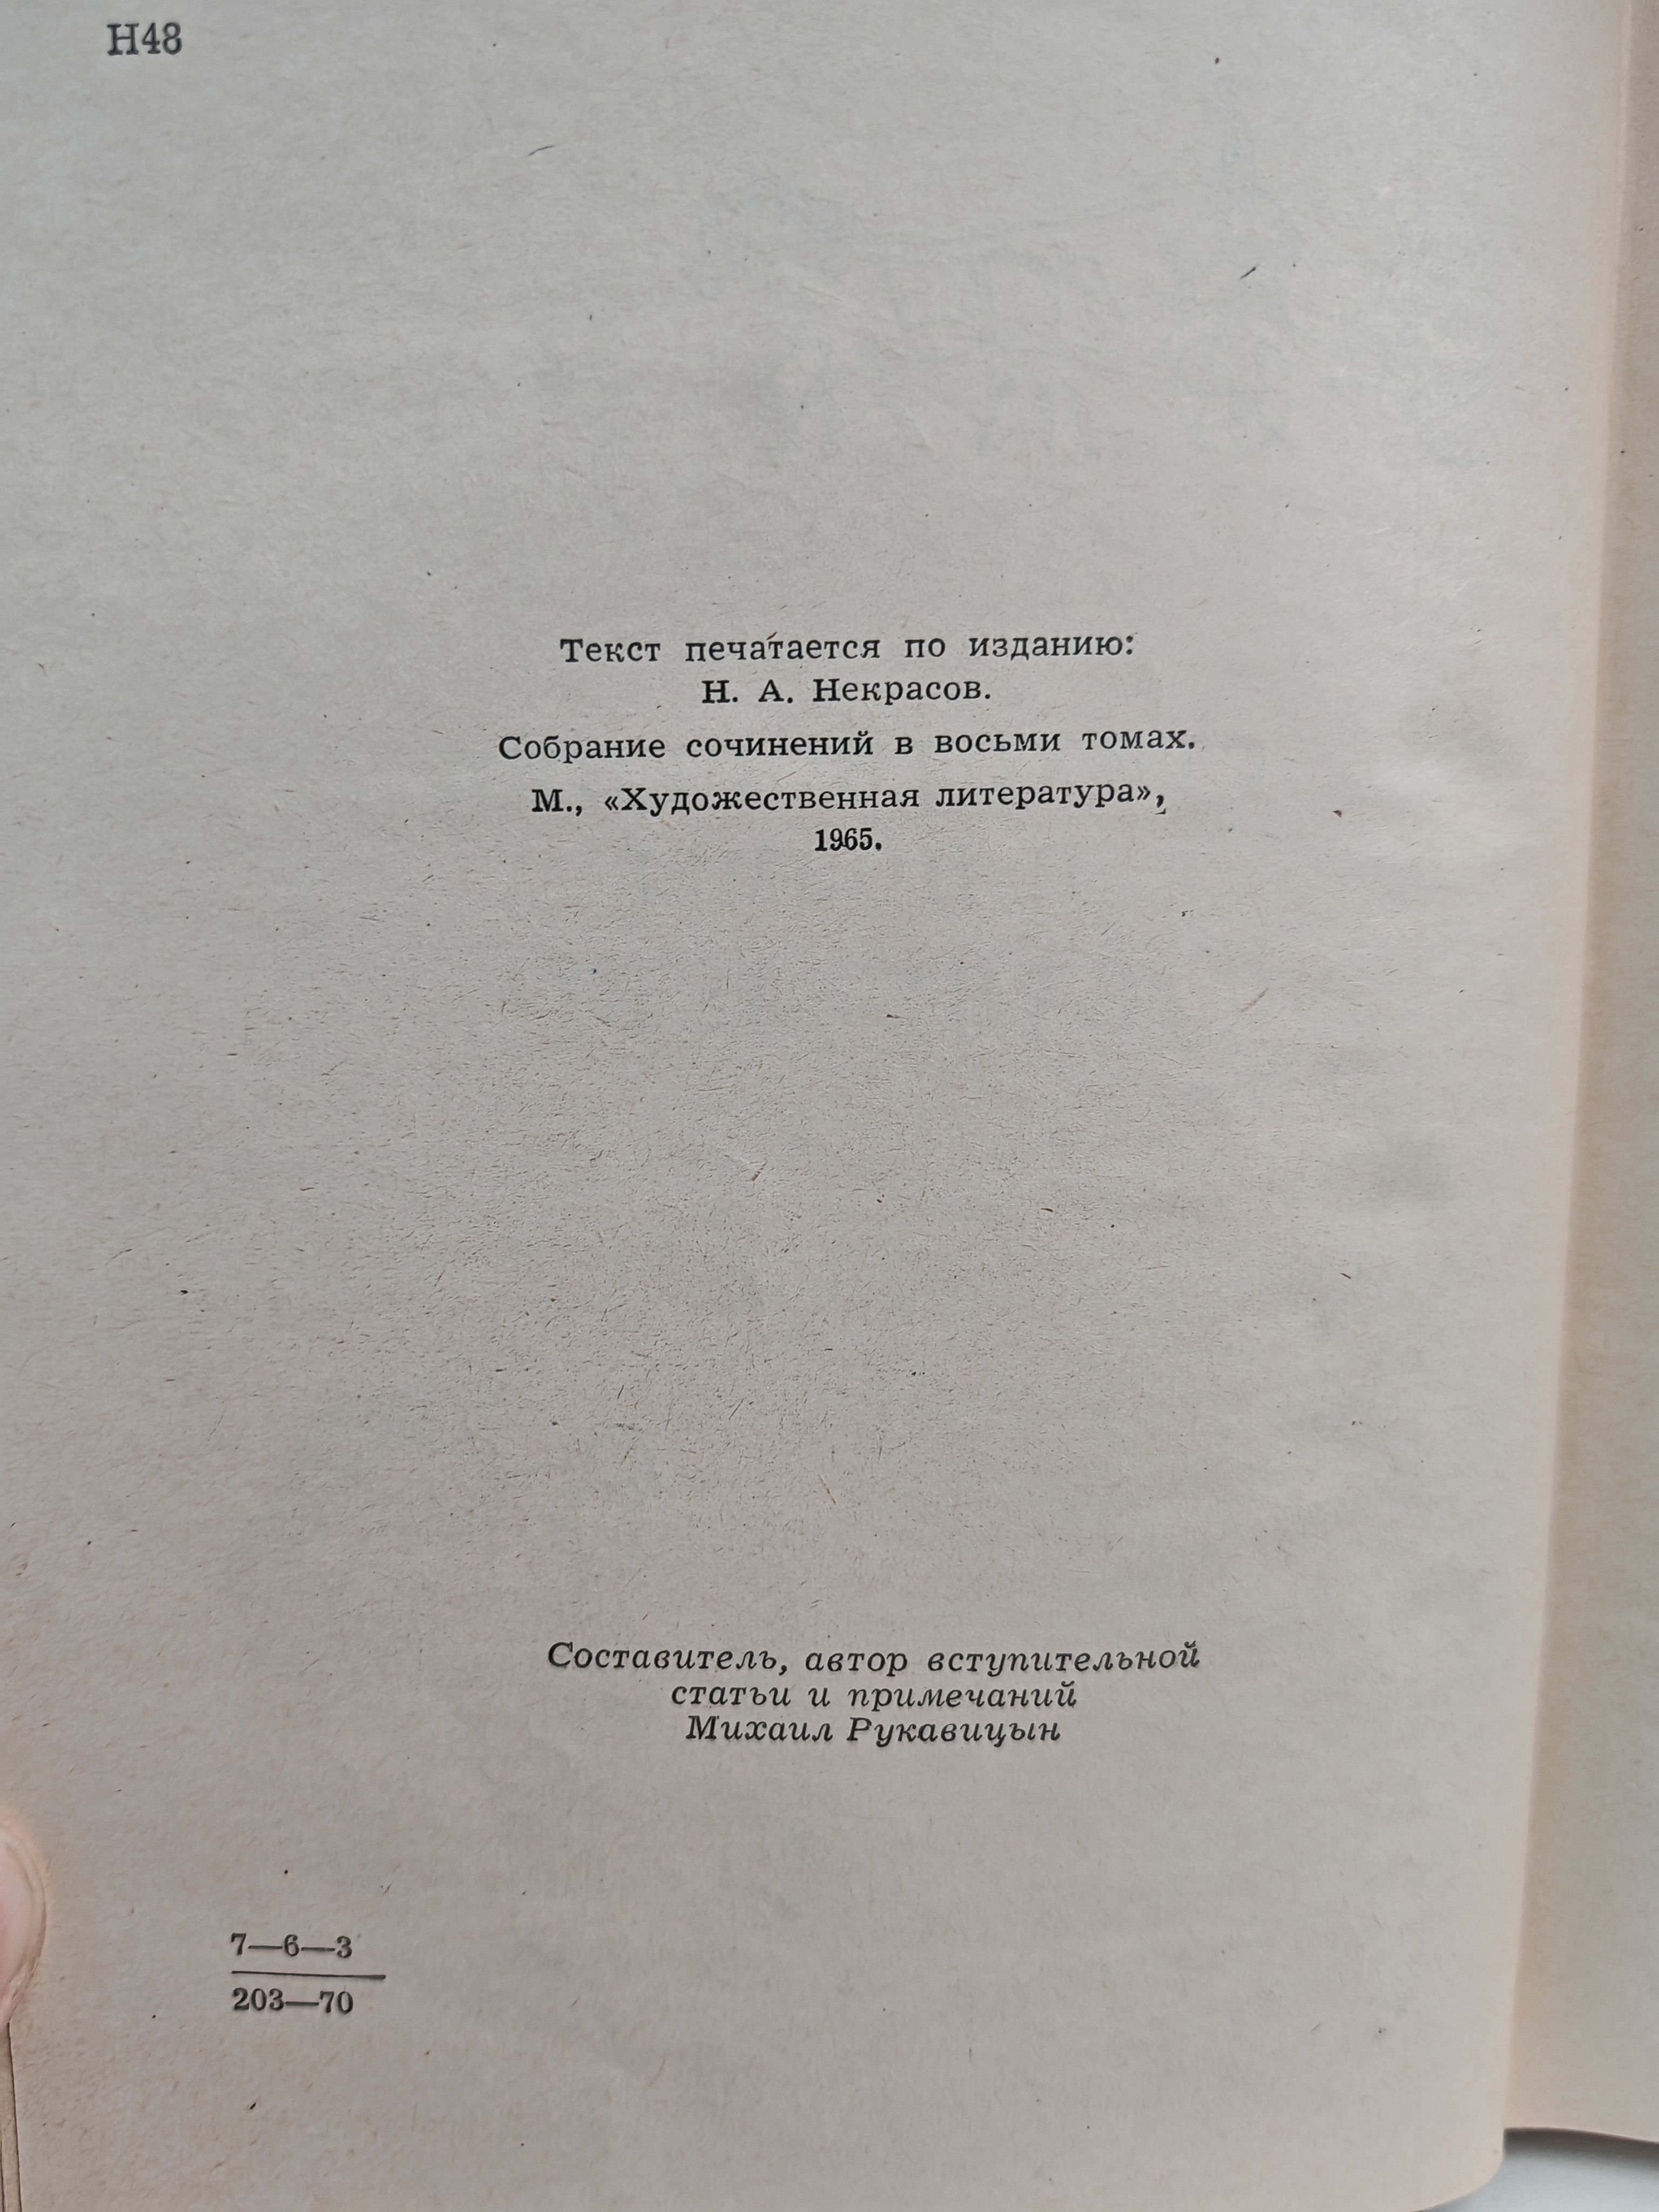 Н48
Текст печатается по изданию:
Н. А. Некрасов.
Собрание сочинений в восьми томах.
М., «Художественная литература»,
1965.
Составитель, автор вступительной
статьи и примечаний
Михаил Рукавицын
7—6—3
203—70